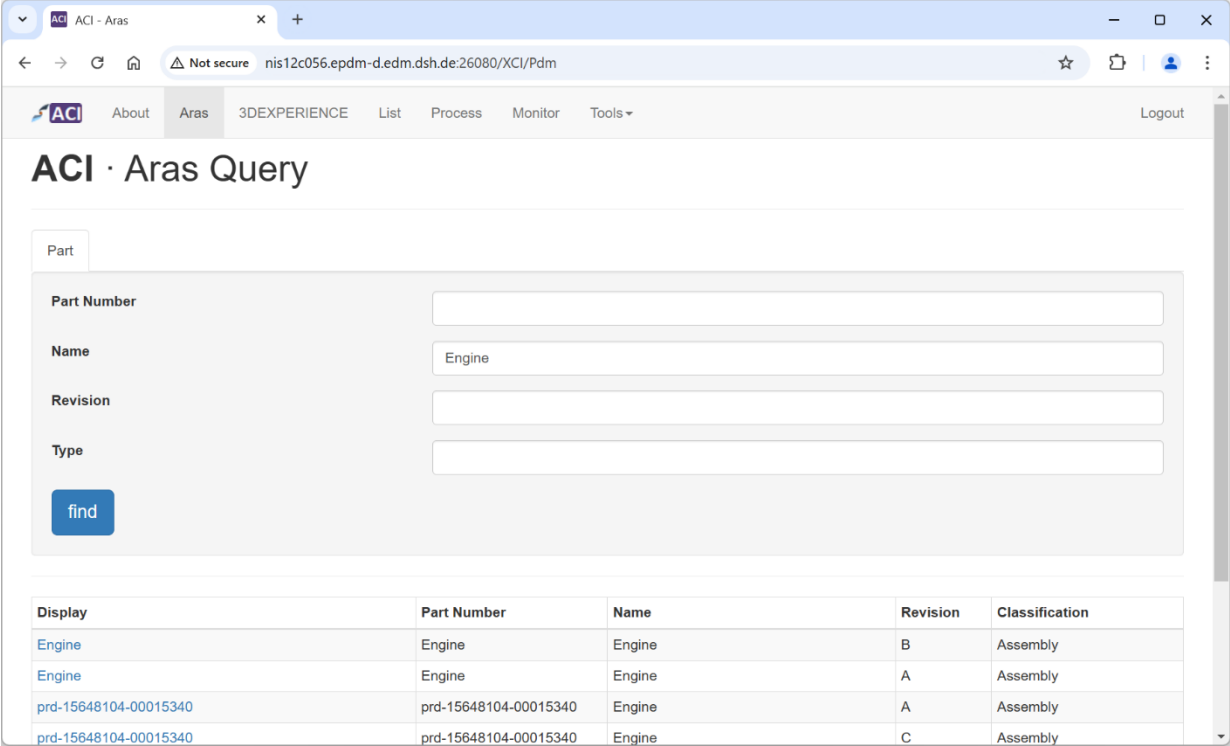 ACI ACI - Aras
Not secure nis12c056.epdm-d.edm.dsh.de:26080/XCI/Pdm
ACI About Aras 3DEXPERIENCE List Process Monitor Tools Logout
ACI · Aras Query
Part
Part Number
Name Engine
Revision
Type
find
Display Part Number Name Revision Classification
Engine Engine Engine B Assembly
Engine Engine Engine A Assembly
prd-15648104-00015340 prd-15648104-00015340 Engine A Assembly
prd-15648104-00015340 prd-15648104-00015340 Engine C Assembly